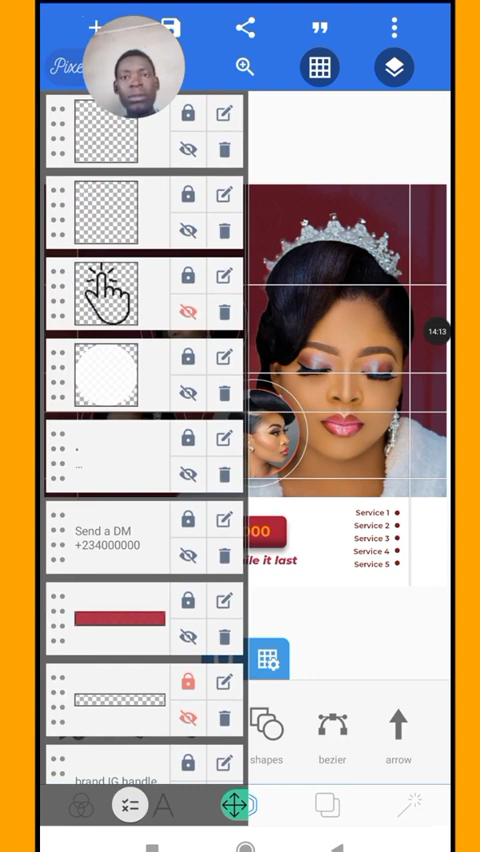 Pixe
14:13
.
...
Send a DM
+234000000
000
ile it last
Service 1
Service 2
Service 3
Service 4
Service 5
shapes
bezier
arrow
brand IG handle